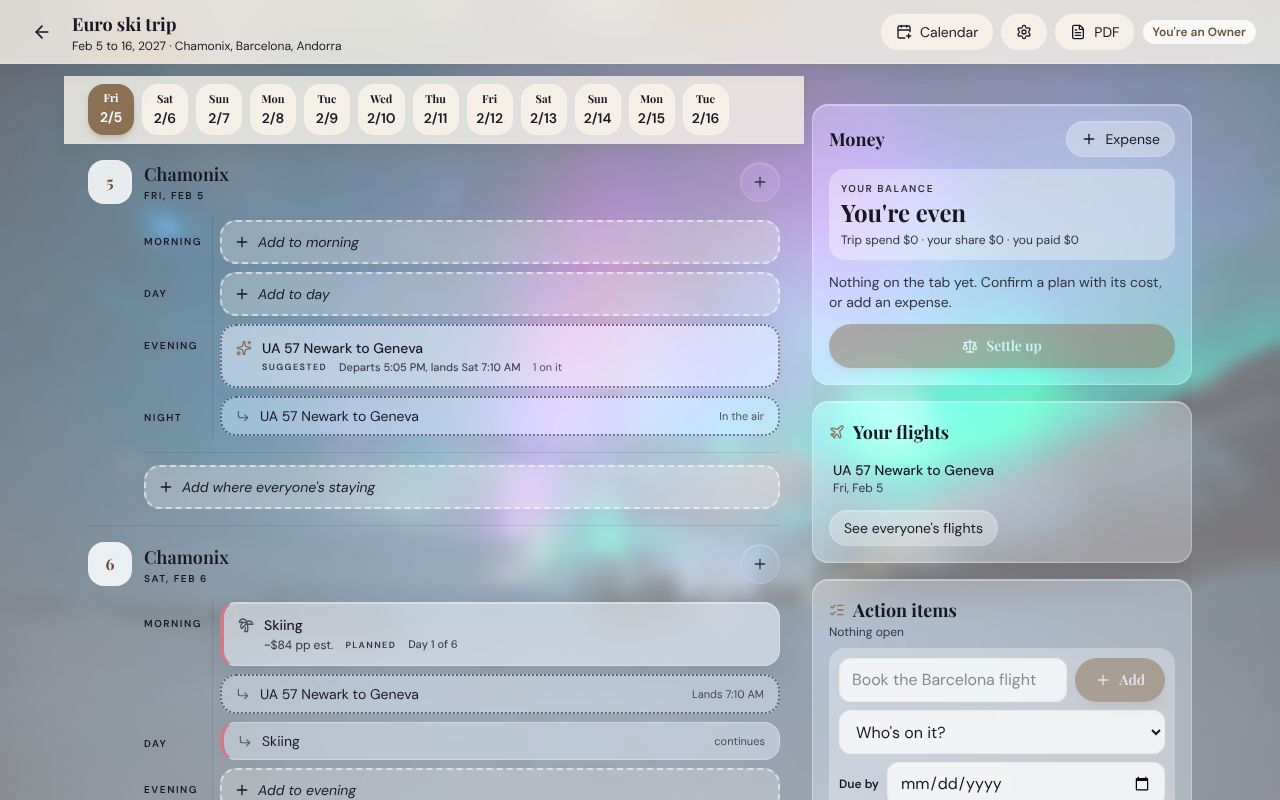 Euro ski trip
Feb 5 to 16, 2027 · Chamonix, Barcelona, Andorra
Calendar
PDF
You're an Owner
Fri 2/5
Sat 2/6
Sun 2/7
Mon 2/8
Tue 2/9
Wed 2/10
Thu 2/11
Fri 2/12
Sat 2/13
Sun 2/14
Mon 2/15
Tue 2/16
5
Chamonix
FRI, FEB 5
MORNING
Add to morning
DAY
Add to day
EVENING
UA 57 Newark to Geneva
SUGGESTED Departs 5:05 PM, lands Sat 7:10 AM 1 on it
NIGHT
UA 57 Newark to Geneva
In the air
Add where everyone's staying
6
Chamonix
SAT, FEB 6
MORNING
Skiing
~$84 pp est. PLANNED Day 1 of 6
UA 57 Newark to Geneva
Lands 7:10 AM
DAY
Skiing
continues
EVENING
Add to evening
Money
Expense
YOUR BALANCE
You're even
Trip spend $0 · your share $0 · you paid $0
Nothing on the tab yet. Confirm a plan with its cost,
or add an expense.
Settle up
Your flights
UA 57 Newark to Geneva
Fri, Feb 5
See everyone's flights
Action items
Nothing open
Book the Barcelona flight
Add
Who's on it?
Due by
mm/dd/yyyy